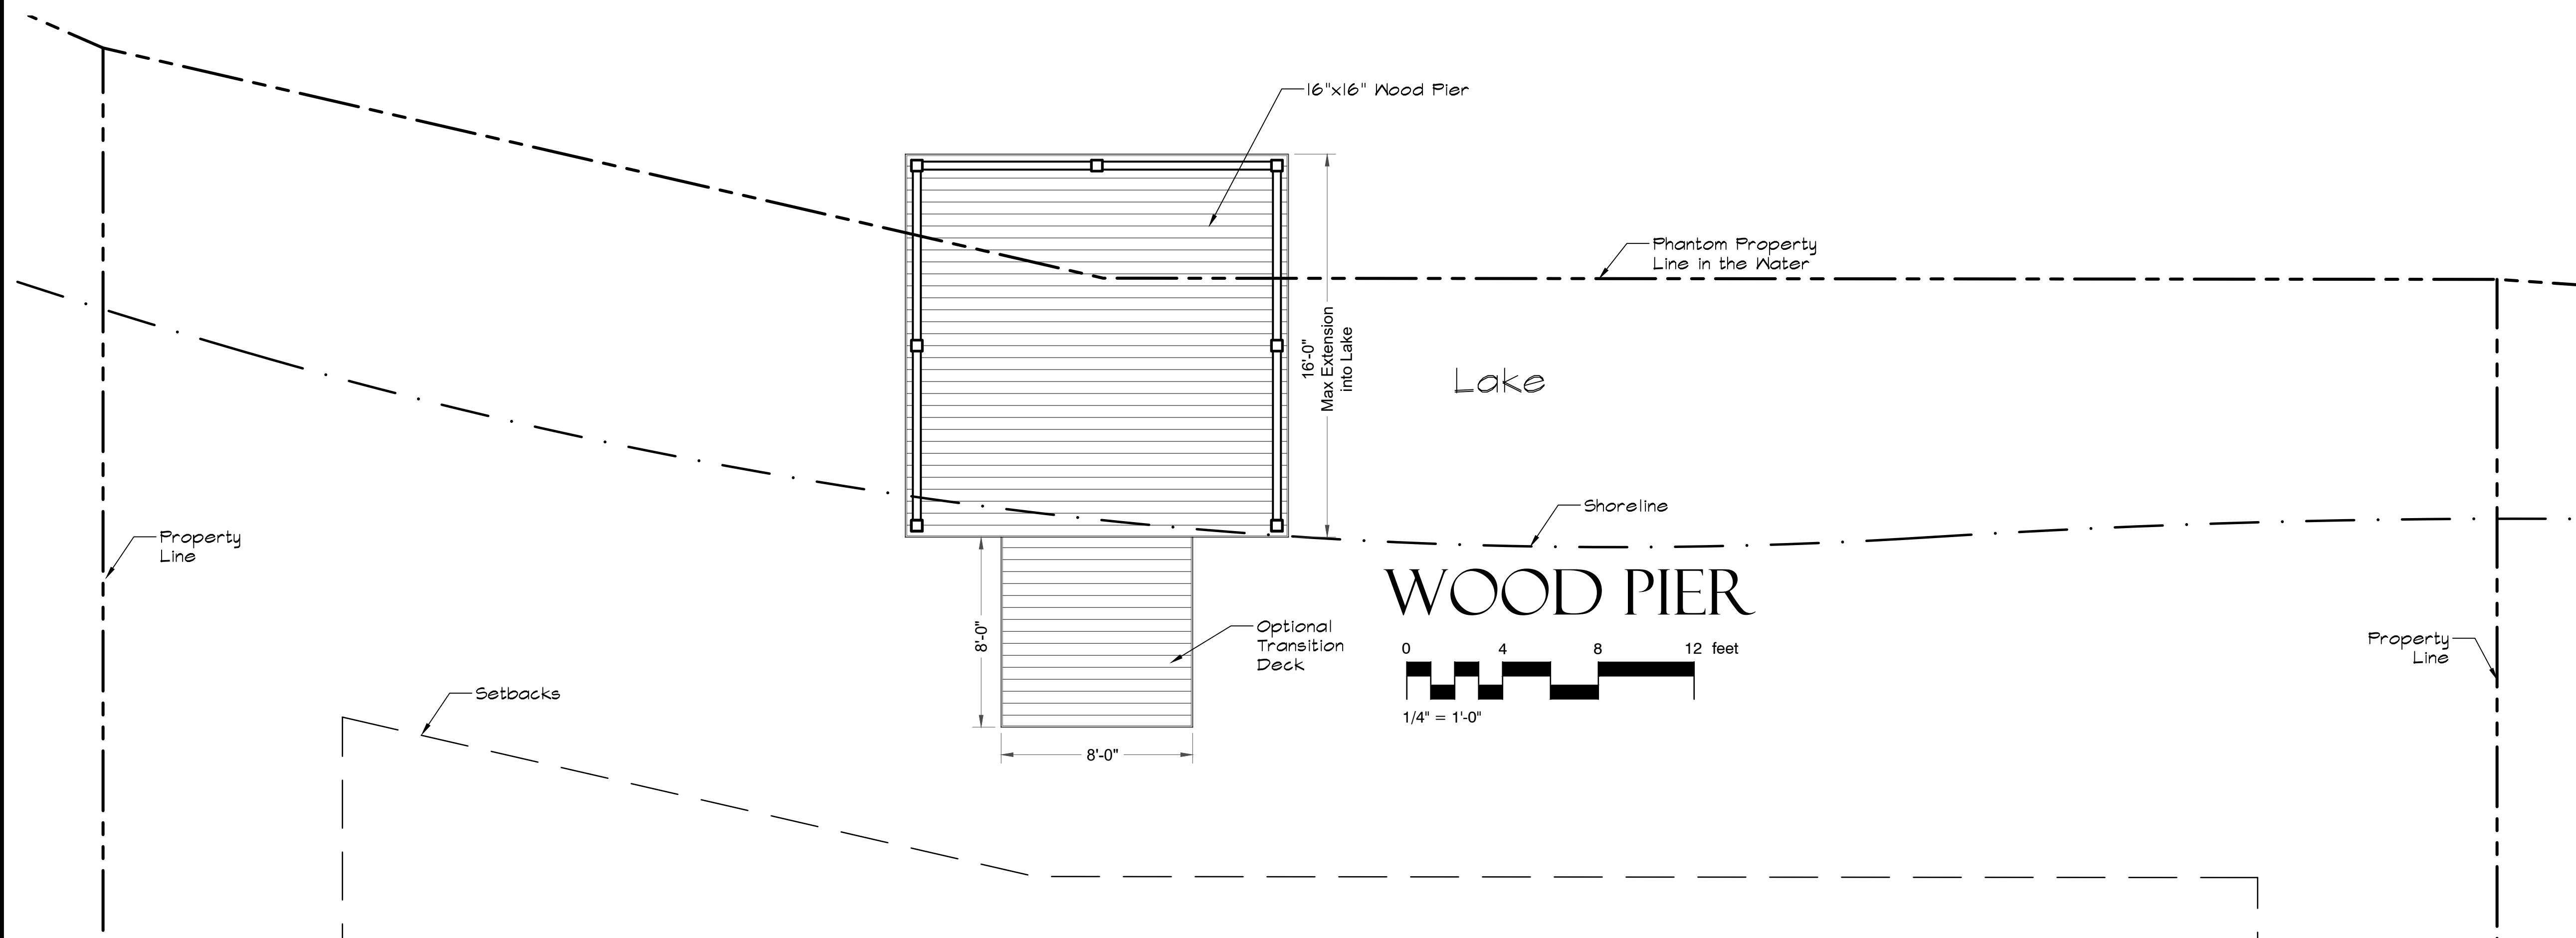 16"x16" Wood Pier
Phantom Property
Line in the Water
16'-0"
Max Extension
into Lake
Lake
Shoreline
Property
Line
WOOD PIER
8'-0"
Optional
Transition
Deck
0 4 8 12 feet
1/4" = 1'-0"
Property
Line
Setbacks
8'-0"